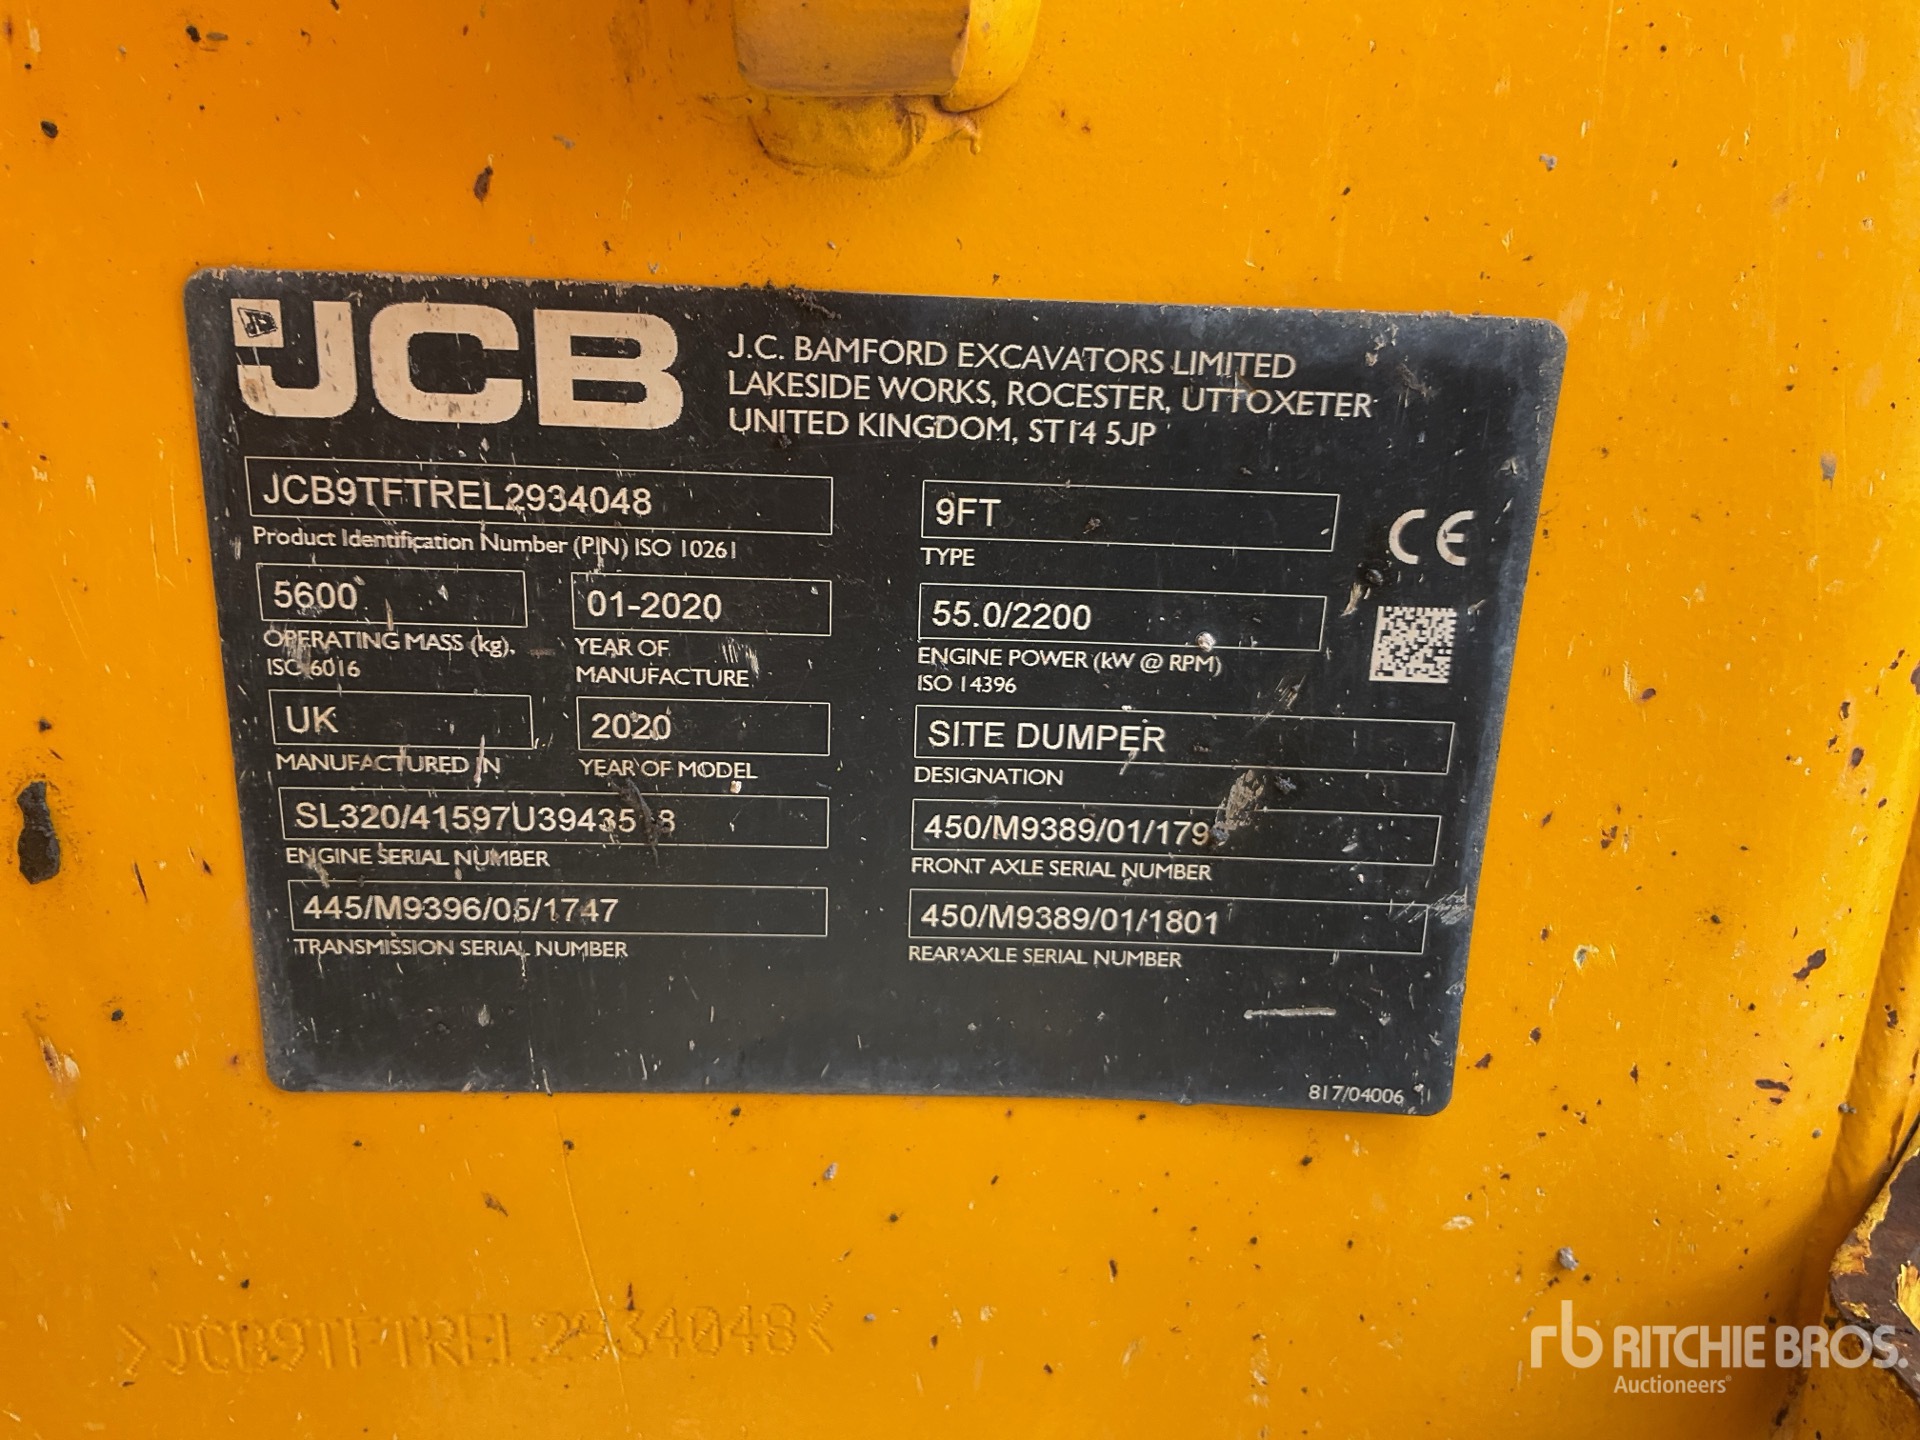 JCB
J.C. BAMFORD EXCAVATORS LIMITED
LAKESIDE WORKS, ROCESTER, UTTOXETER
UNITED KINGDOM, ST14 5JP
JCB9TFTREL2934048
Product Identification Number (PIN) ISO 10261
9FT
TYPE
CE
5600
OPERATING MASS (kg),
ISO 6016
01-2020
YEAR OF
MANUFACTURE
55.0/2200
ENGINE POWER (kW @ RPM)
ISO 14396
UK
MANUFACTURED IN
2020
YEAR OF MODEL
SITE DUMPER
DESIGNATION
ENGINE SERIAL NUMBER
FRONT AXLE SERIAL NUMBER
445/M9396/05/1747
TRANSMISSION SERIAL NUMBER
450/M9389/01/1801
REAR AXLE SERIAL NUMBER
817/04006
>JCB9TFTREL2934048<
rb RITCHIE BROS.
Auctioneers